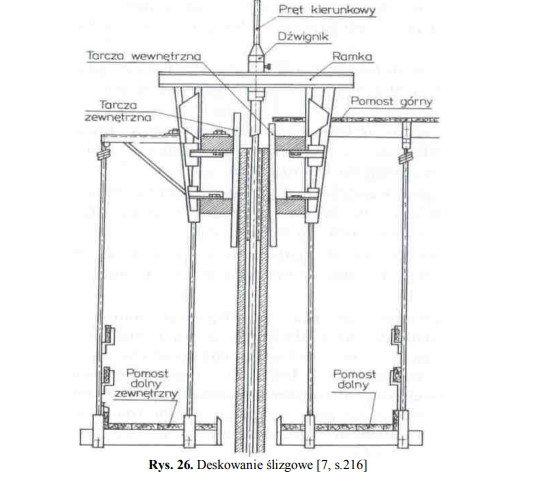 Pręt kierunkowy
Dźwignik
Tarcza wewnętrzna
Ramka
Tarcza
zewnętrzna
Pomost górny
Pomost
dolny
zewnętrzny
Pomost
dolny
Rys. 26. Deskowanie ślizgowe [7, s.216]